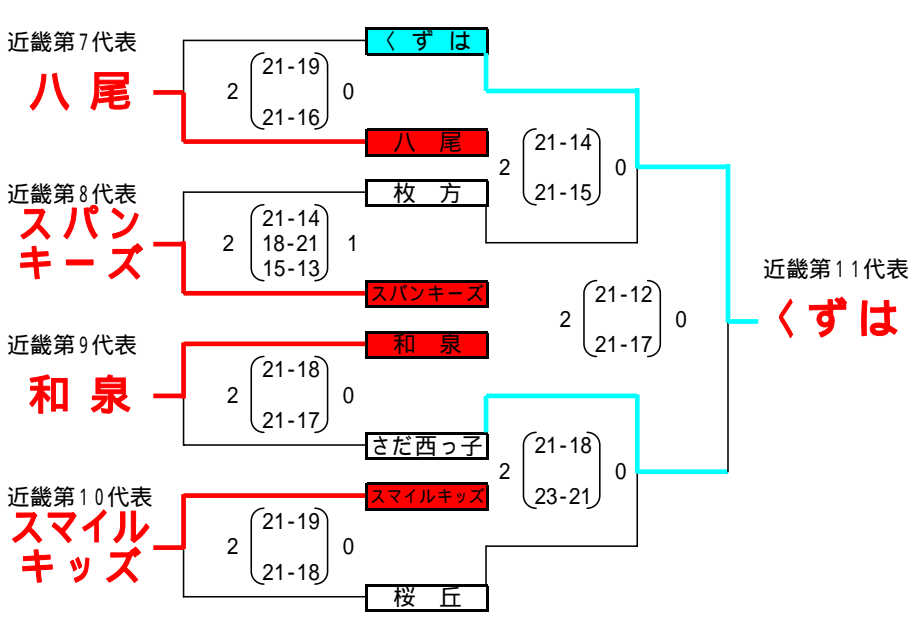 近畿第7代表
八 尾
くずは
2 21-19 0
21-16
八 尾
近畿第8代表
スパン
キーズ
枚 方
2 21-14 1
18-21
15-13
スパンキーズ
2 21-14 0
21-15
近畿第9代表
和 泉
和 泉
2 21-18 0
21-17
さだ西っ子
近畿第10代表
スマイル
キッズ
スマイルキッズ
2 21-19 0
21-18
桜 丘
2 21-18 0
23-21
2 21-12 0
21-17
近畿第11代表
くずは